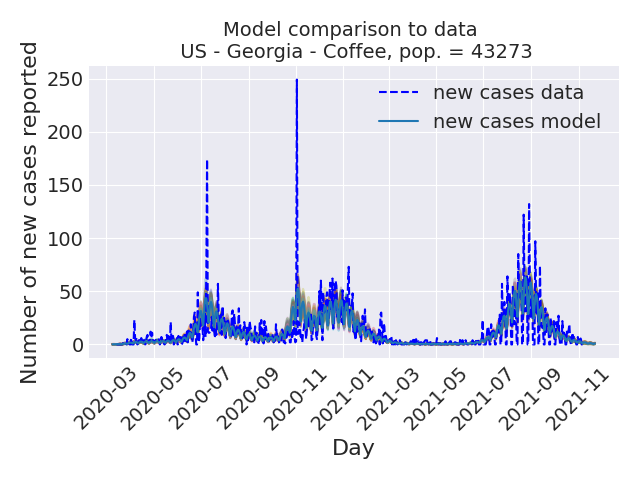 Model comparison to data
US - Georgia - Coffee, pop. = 43273
Number of new cases reported
250
200
150
100
50
0
new cases data
new cases model
2020-03
2020-05
2020-07
2020-09
2020-11
2021-01
2021-03
2021-05
2021-07
2021-09
2021-11
Day